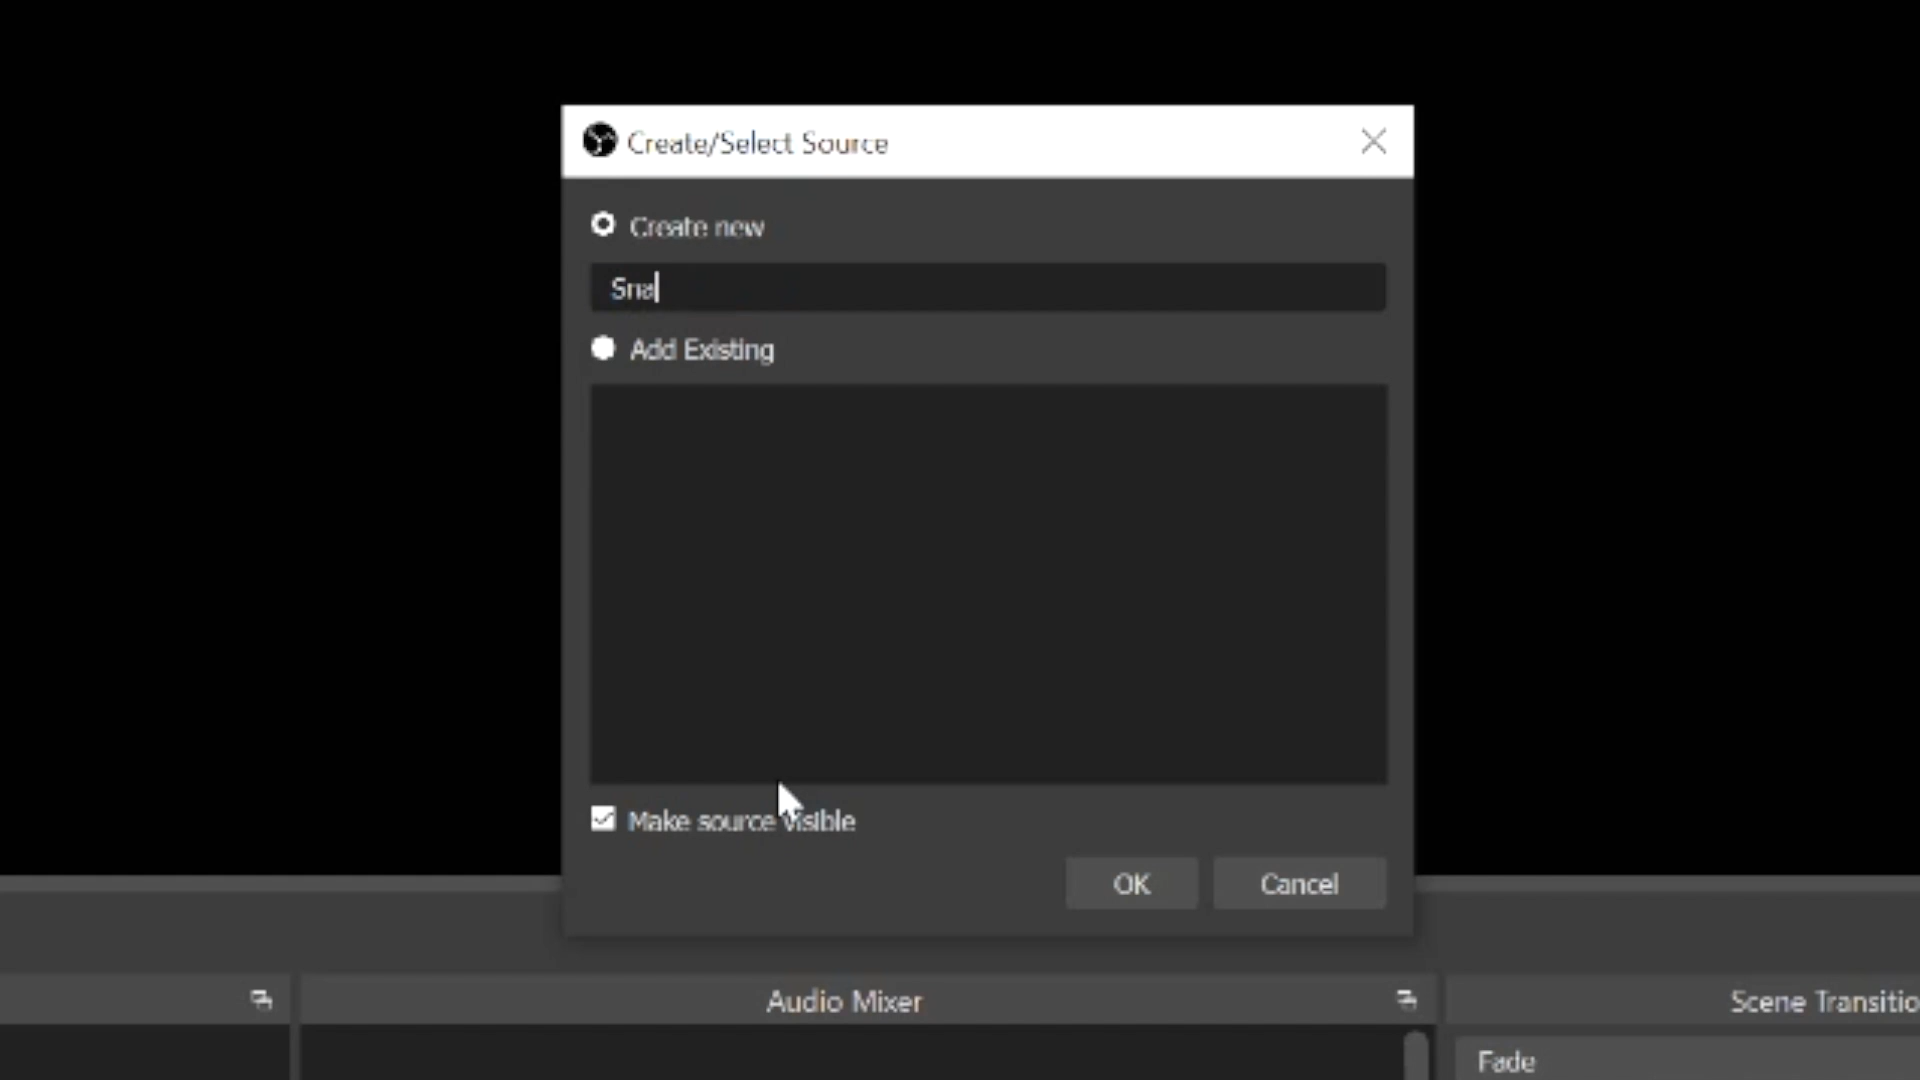 Create/Select Source
Create new
Sna
Add Existing
Make source visible
OK
Cancel
Audio Mixer
Scene Transitio
Fade